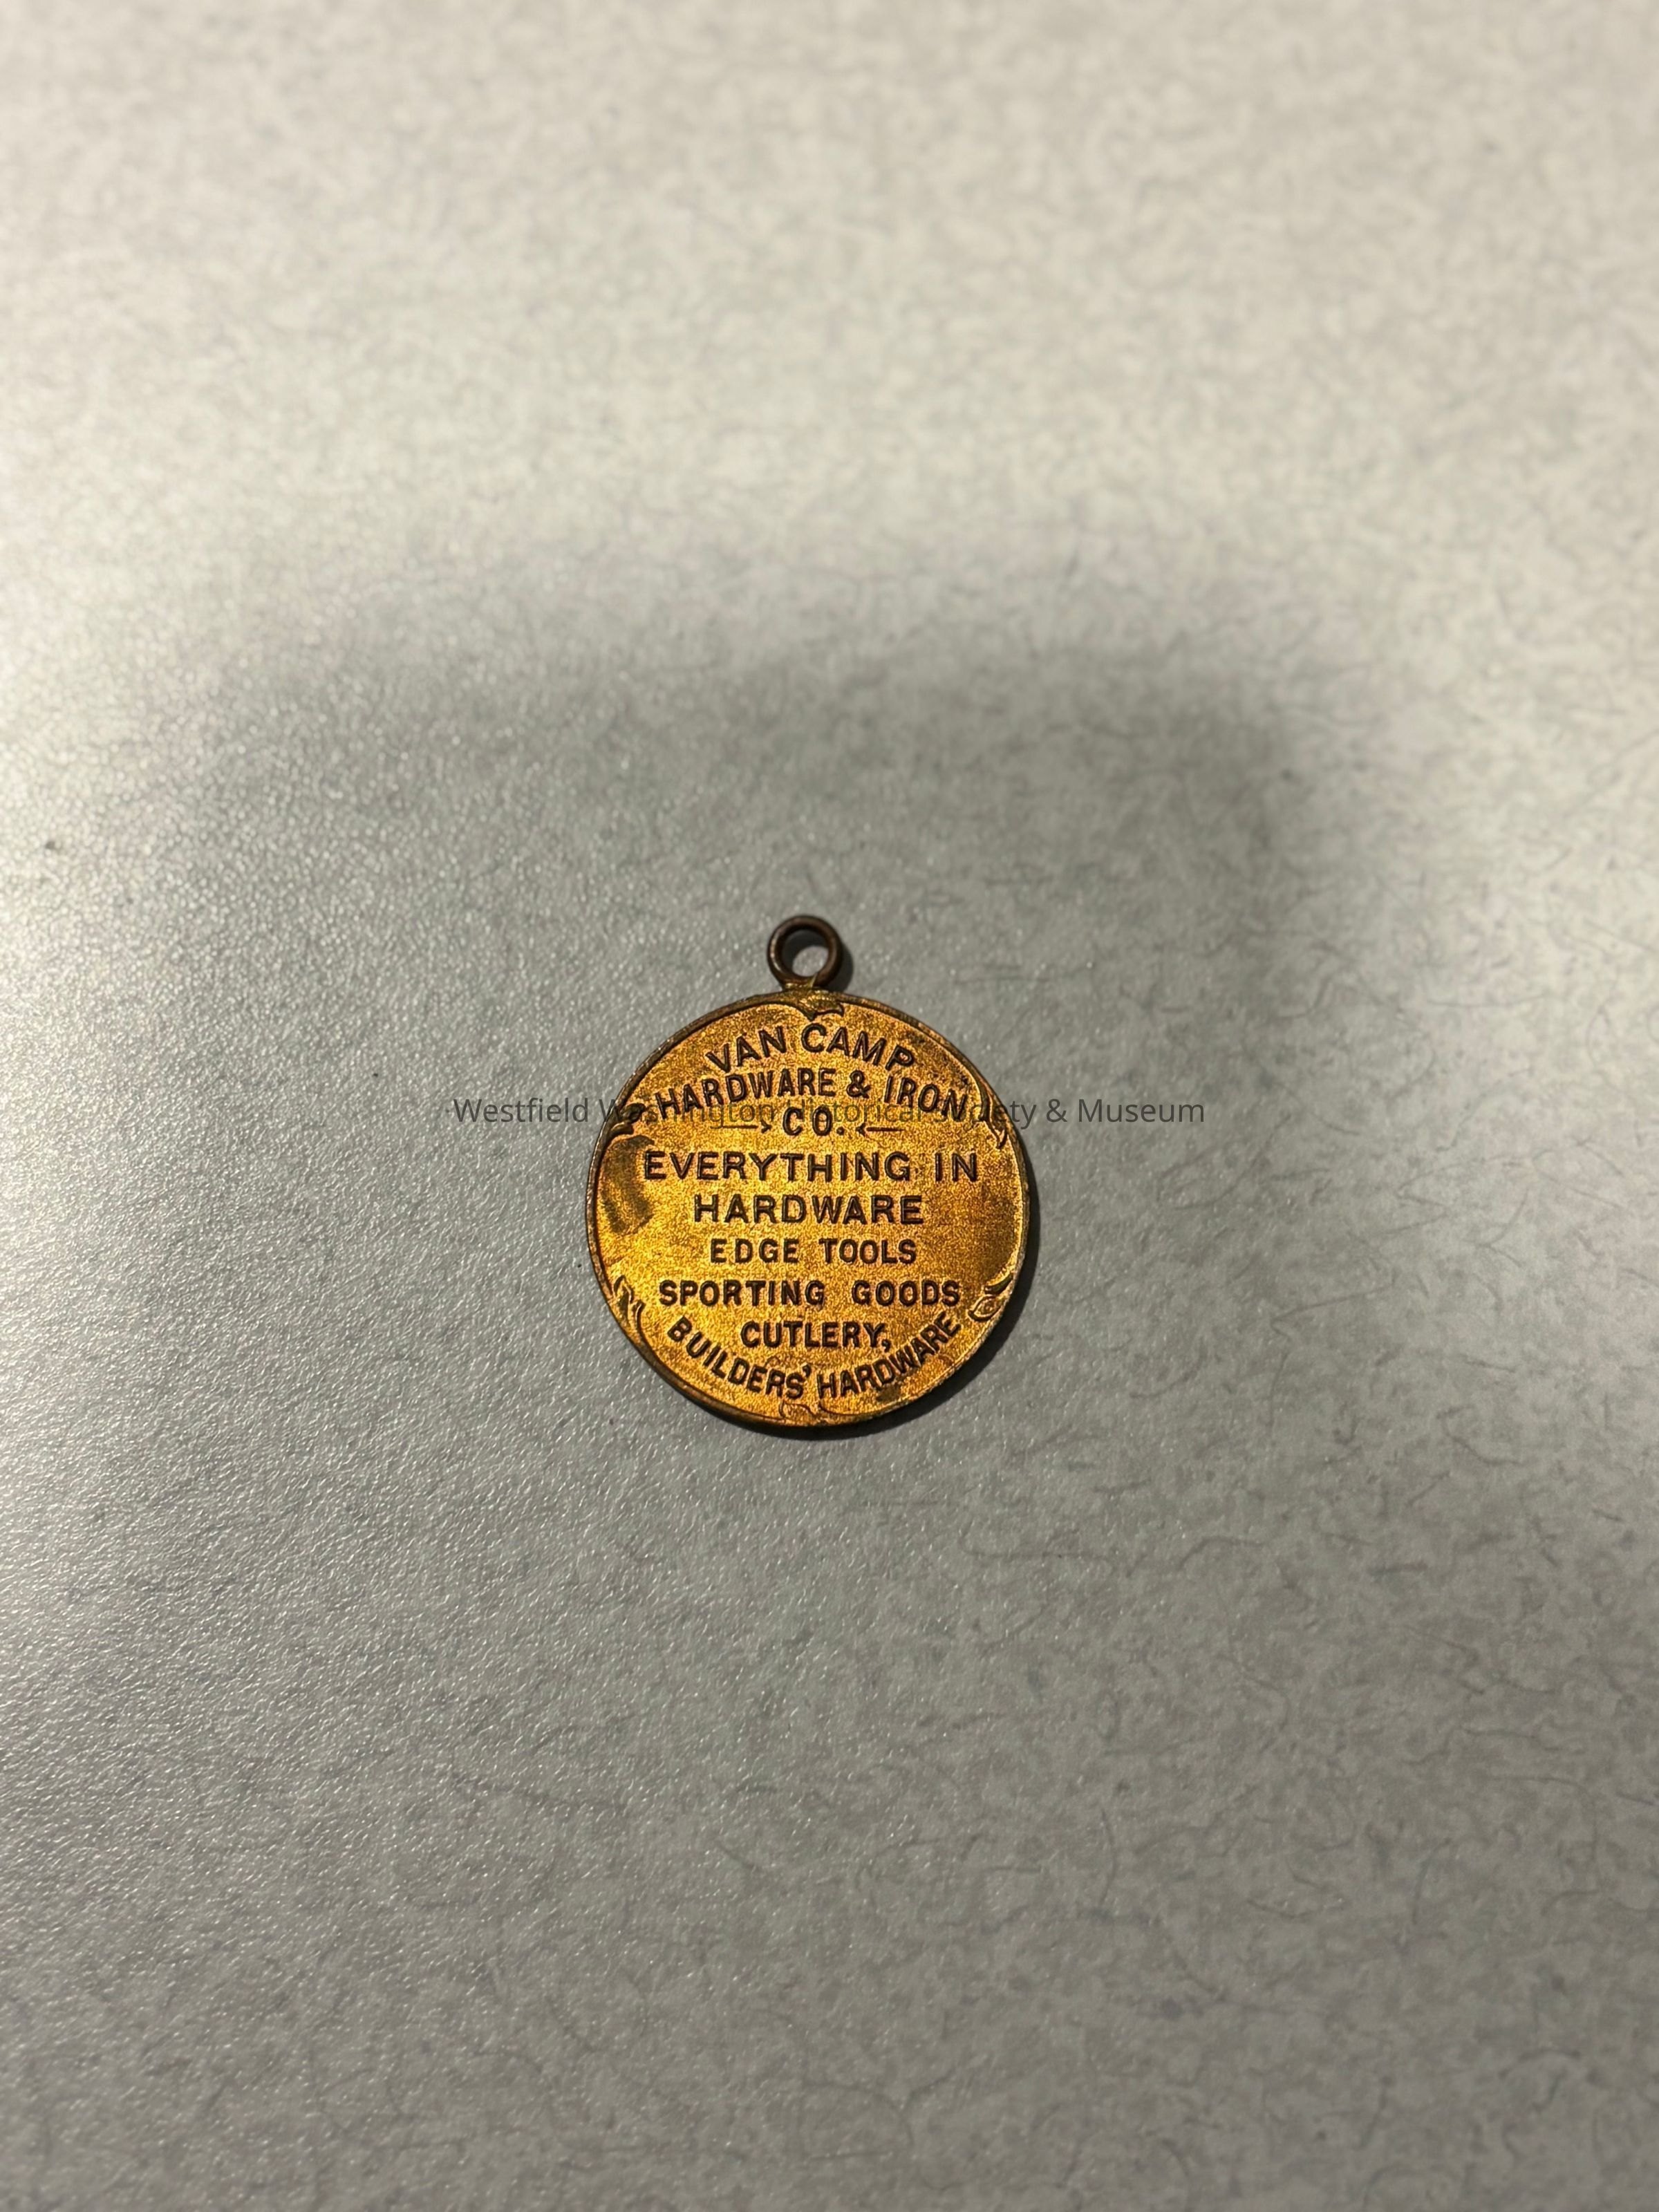 VAN CAMP
HARDWARE & IRON
CO.
EVERYTHING IN
HARDWARE
EDGE TOOLS
SPORTING GOODS
CUTLERY,
BUILDERS' HARDWARE
Westfield Washington Historical Society & Museum